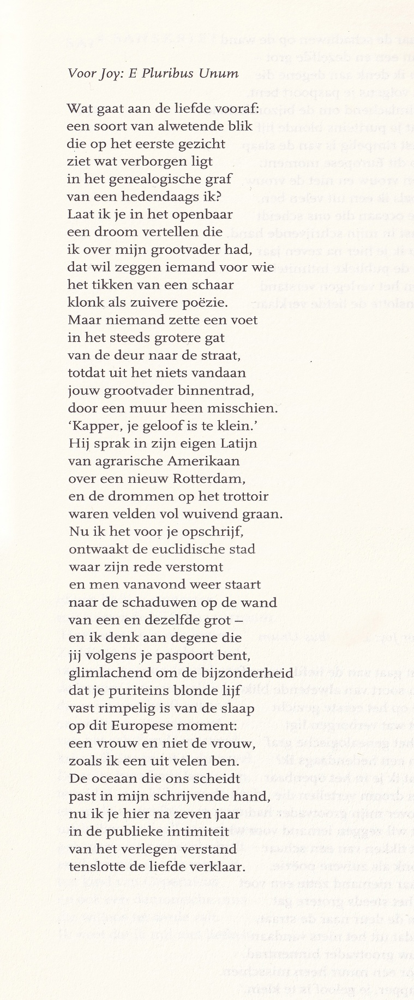 Voor Joy: E Pluribus Unum
Wat gaat aan de liefde vooraf:
een soort van alwetende blik
die op het eerste gezicht
ziet wat verborgen ligt
in het genealogische graf
van een hedendaags ik?
Laat ik je in het openbaar
een droom vertellen die
ik over mijn grootvader had,
dat wil zeggen iemand voor wie
het tikken van een schaar
klonk als zuivere poëzie.
Maar niemand zette een voet
in het steeds grotere gat
van de deur naar de straat,
totdat uit het niets vandaan
jouw grootvader binnentrad,
door een muur heen misschien.
‘Kapper, je geloof is te klein.’
Hij sprak in zijn eigen Latijn
van agrarische Amerikaan
over een nieuw Rotterdam,
en de drommen op het trottoir
waren velden vol wuivend graan.
Nu ik het voor je opschrijf,
ontwaakt de euclidische stad
waar zijn rede verstomt
en men vanavond weer staart
naar de schaduwen op de wand
van een en dezelfde grot –
en ik denk aan degene die
jij volgens je paspoort bent,
glimlachend om de bijzonderheid
dat je puriteins blonde lijf
vast rimpelig is van de slaap
op dit Europese moment:
een vrouw en niet de vrouw,
zoals ik een uit velen ben.
De oceaan die ons scheidt
past in mijn schrijvende hand,
nu ik je hier na zeven jaar
in de publieke intimiteit
van het verlegen verstand
tenslotte de liefde verklaar.